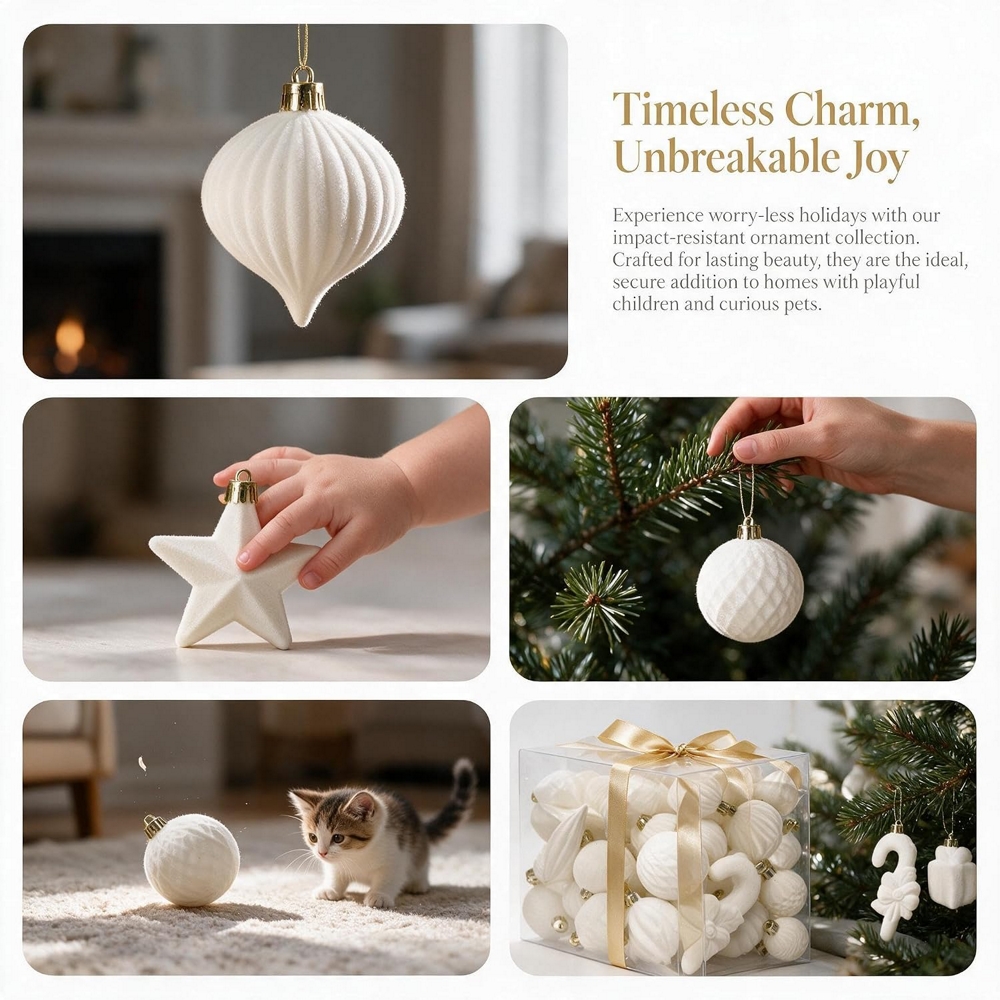 Timeless Charm,
Unbreakable Joy
Experience worry-less holidays with our
impact-resistant ornament collection.
Crafted for lasting beauty, they are the ideal,
secure addition to homes with playful
children and curious pets.